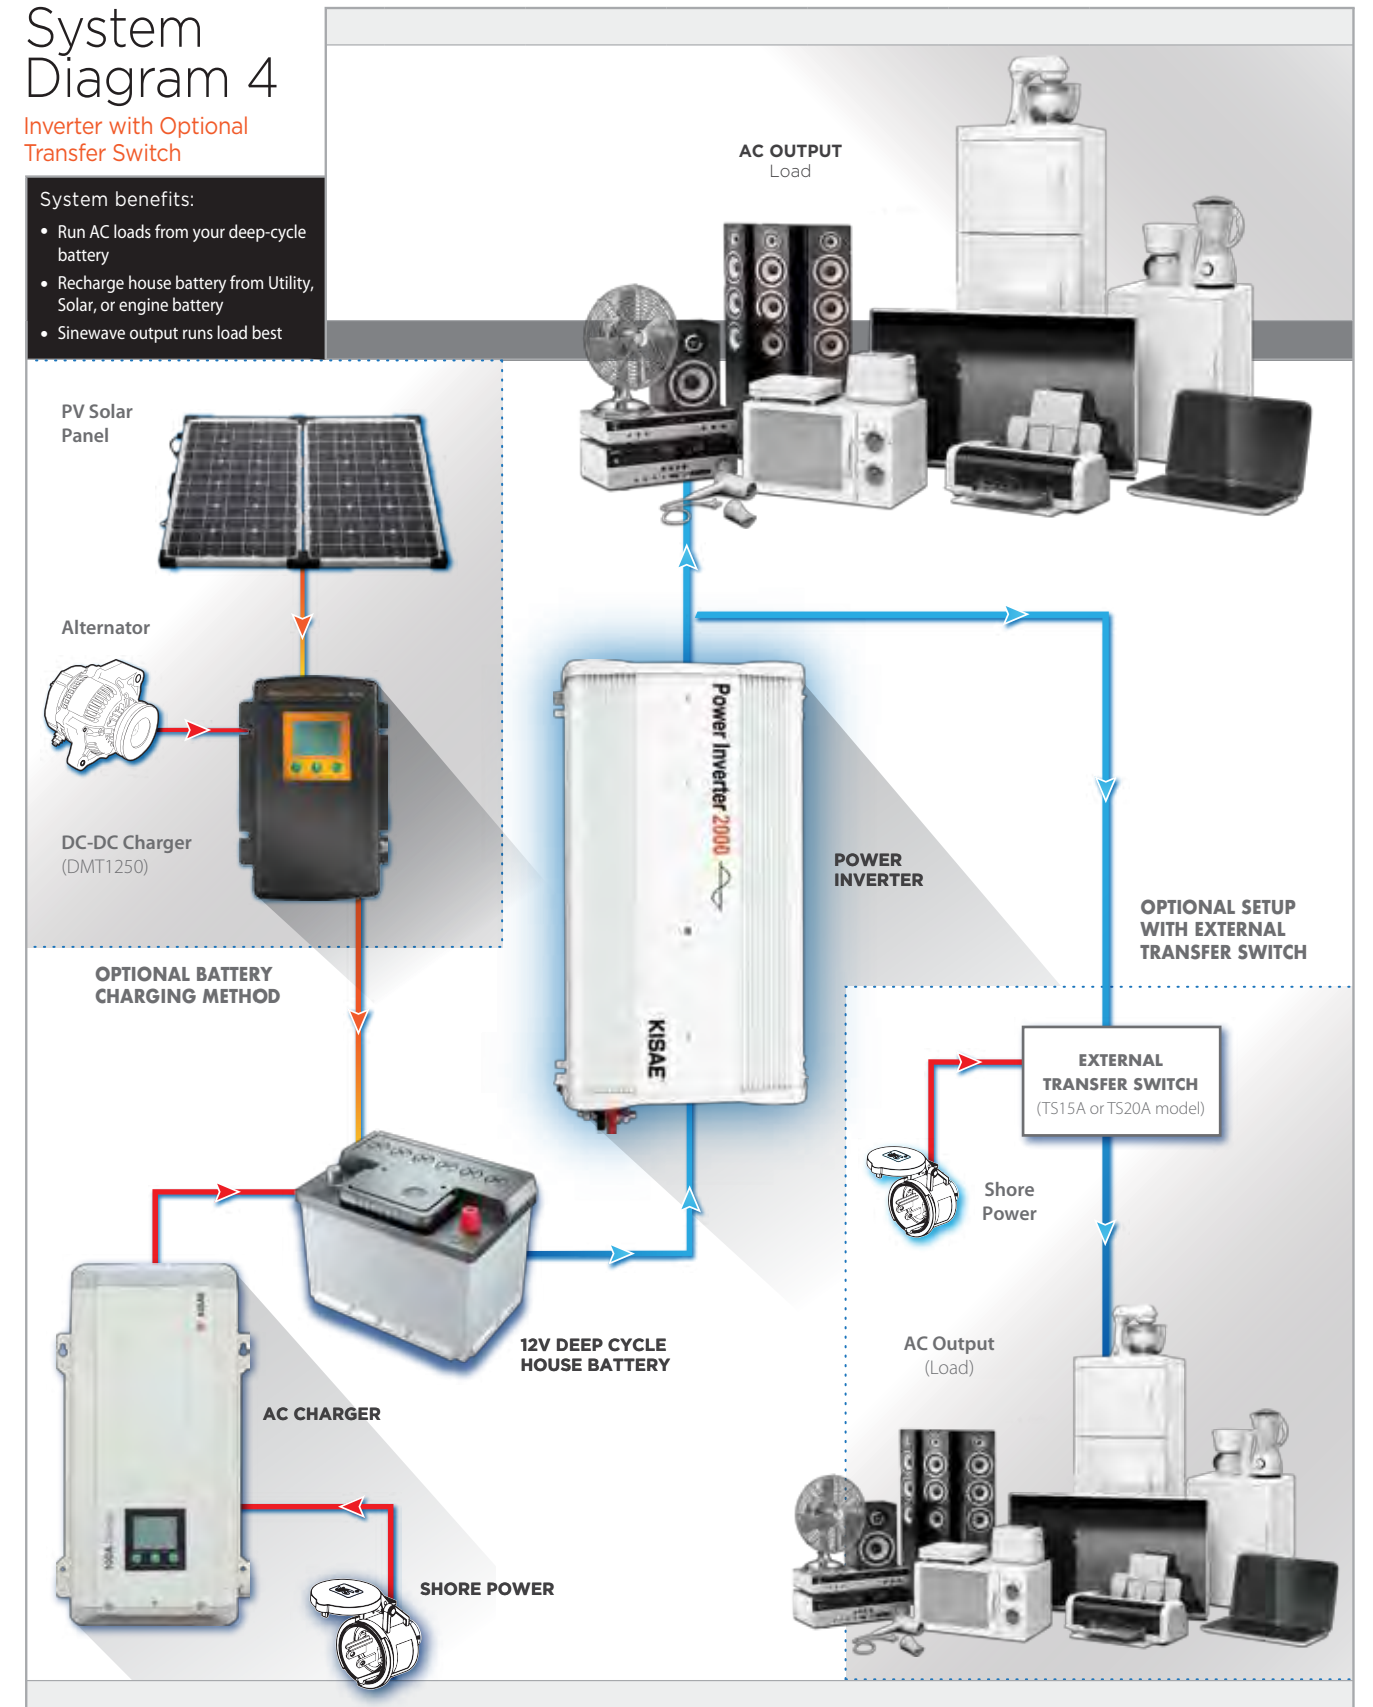 System
Diagram 4
Inverter with Optional
Transfer Switch
System benefits:
• Run AC loads from your deep-cycle
battery
• Recharge house battery from Utility,
Solar, or engine battery
• Sinewave output runs load best
AC OUTPUT
Load
PV Solar
Panel
Alternator
DC-DC Charger
(DMT1250)
OPTIONAL BATTERY
CHARGING METHOD
Power Inverter 2000
KISAE
POWER
INVERTER
OPTIONAL SETUP
WITH EXTERNAL
TRANSFER SWITCH
EXTERNAL
TRANSFER SWITCH
(TS15A or TS20A model)
Shore
Power
AC Output
(Load)
12V DEEP CYCLE
HOUSE BATTERY
KISAE
AC CHARGER
SHORE POWER